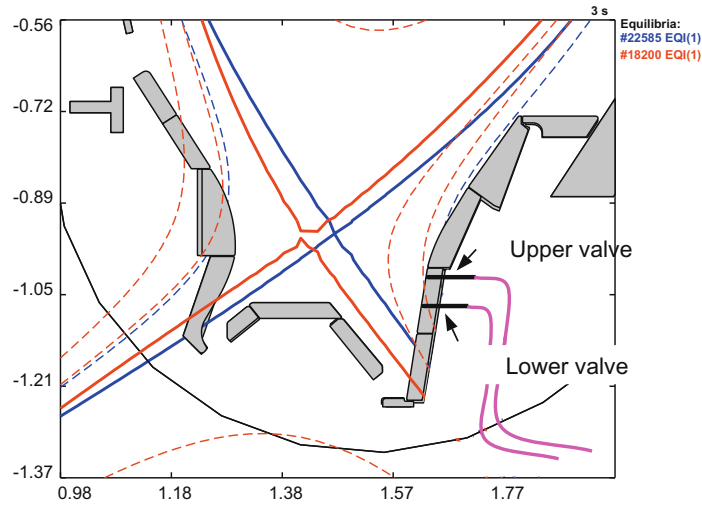 3 s
Equilibria:
#22585 EQI(1)
#18200 EQI(1)
-0.56
-0.72
-0.89
-1.05
-1.21
-1.37
Upper valve
Lower valve
0.98 1.18 1.38 1.57 1.77